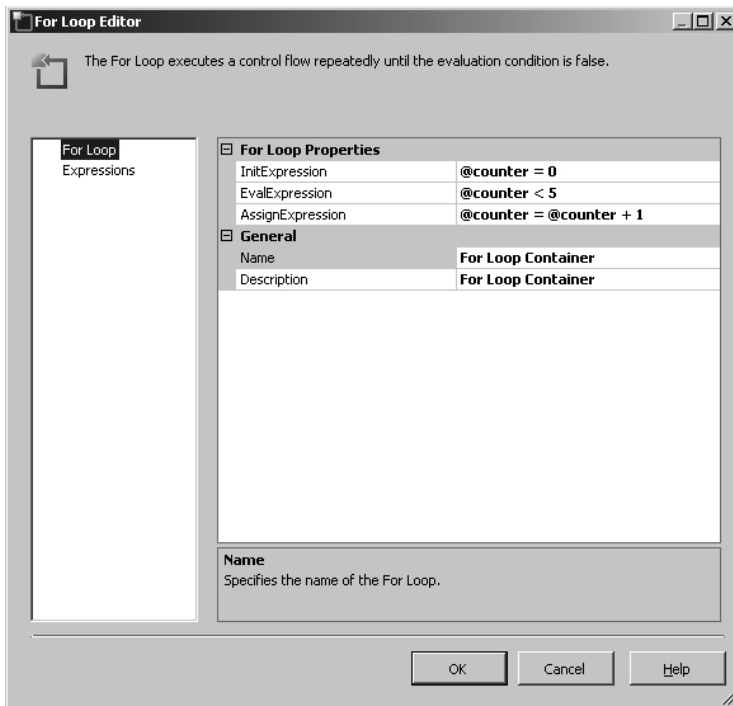 For Loop Editor
The For Loop executes a control flow repeatedly until the evaluation condition is false.
For Loop
Expressions
For Loop Properties
InitExpression @counter = 0
EvalExpression @counter < 5
AssignExpression @counter = @counter + 1
General
Name For Loop Container
Description For Loop Container
Name
Specifies the name of the For Loop.
OK Cancel Help